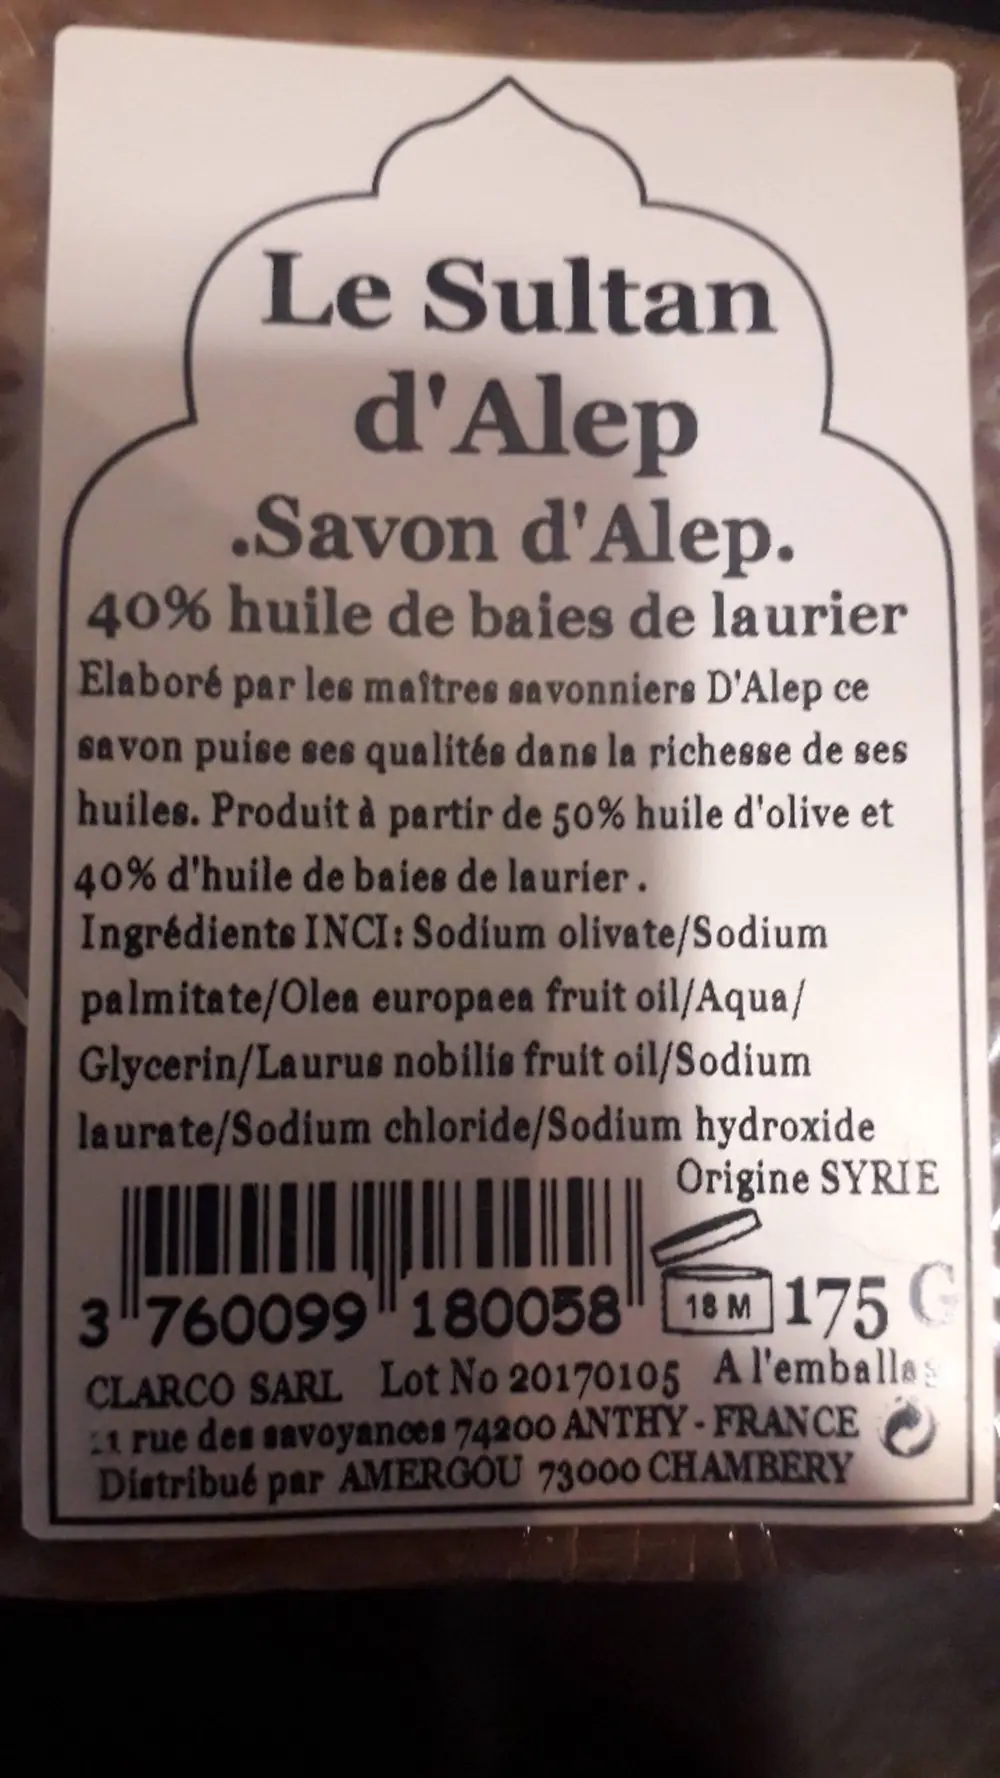 Le Sultan
d'Alep
.Savon d'Alep.
40% huile de baies de laurier
Elaboré par les maîtres savonniers D'Alep ce
savon puise ses qualités dans la richesse de ses
huiles. Produit à partir de 50% huile d'olive et
40% d'huile de baies de laurier .
Ingrédients INCI: Sodium olivate/Sodium
palmitate/Olea europaea fruit oil/Aqua/
Glycerin/Laurus nobilis fruit oil/Sodium
laurate/Sodium chloride/Sodium hydroxide
Origine SYRIE
3 760099 180058
18 M
175 G
CLARCO SARL Lot No 20170105 A l'emballa
rue des savoyances 74200 ANTHY - FRANCE
Distribué par AMERGOU 73000 CHAMBERY